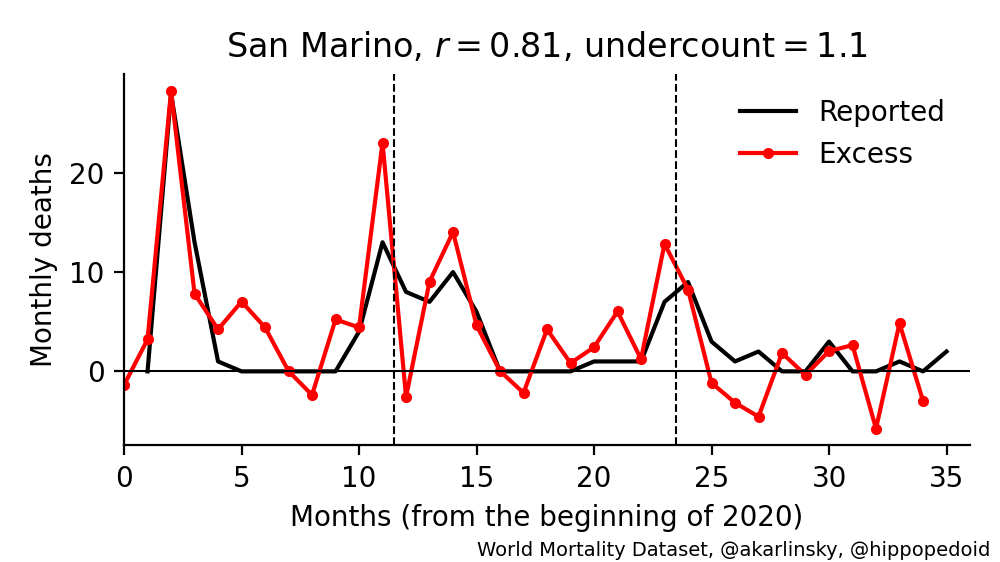 San Marino, r = 0.81, undercount = 1.1
Reported
Excess
Monthly deaths
20
10
0
0 5 10 15 20 25 30 35
Months (from the beginning of 2020)
World Mortality Dataset, @akarlinsky, @hippopedoid